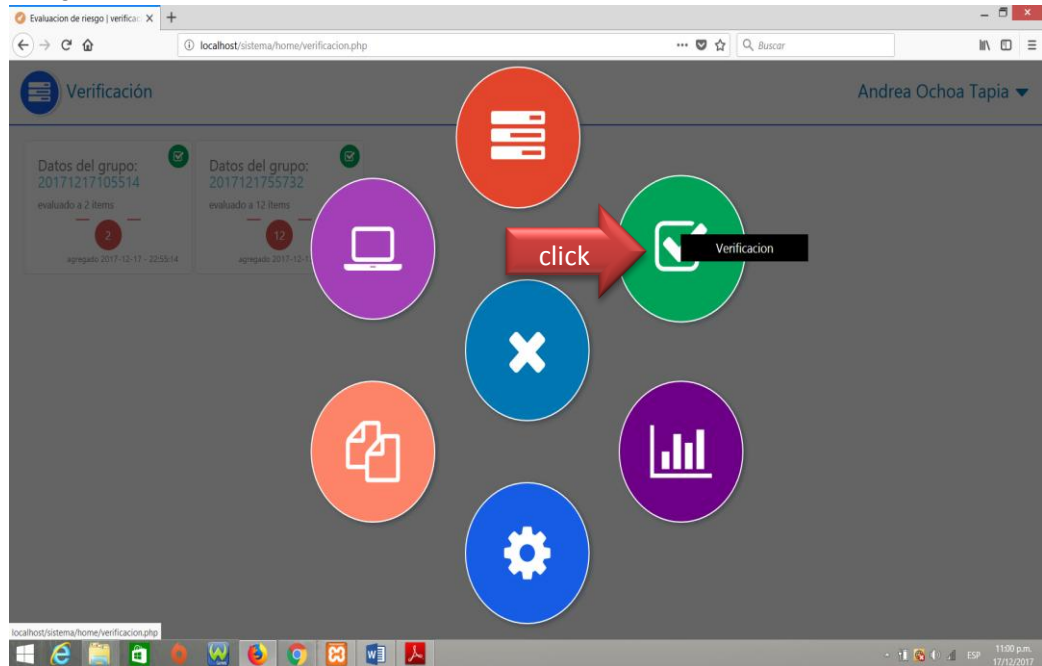 Evaluacion de riesgo | verificac
localhost/sistema/home/verificacion.php
Buscar
Verificación
Andrea Ochoa Tapia
Datos del grupo:
20171217105514
evaluado a 2 items
2
agregado 2017-12-17 - 22:55:14
Datos del grupo:
2017121755732
evaluado a 12 items
12
agregado 2017-12-1
click
Verificacion
localhost/sistema/home/verificacion.php
ESP
11:00 p.m.
17/12/2017